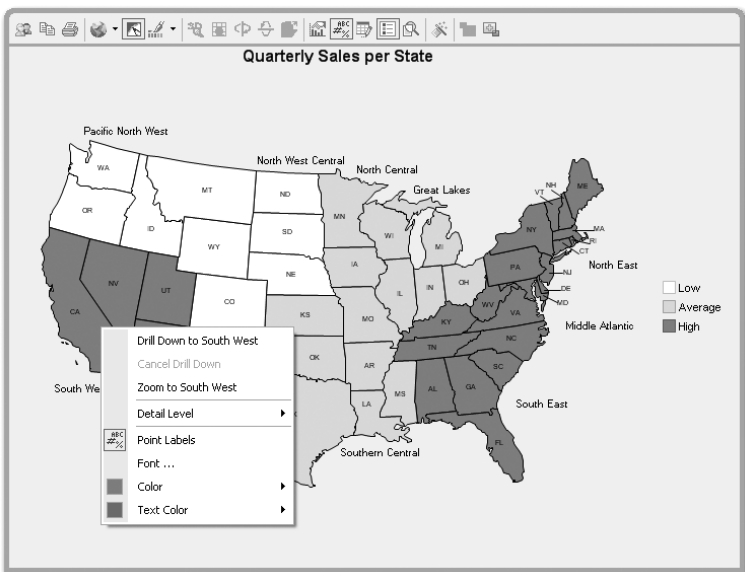 Quarterly Sales per State
Pacific North West
North West Central
North Central
Great Lakes
WA
MT
ND
MN
OR
ID
SD
WI
MI
WY
IA
NE
NV
UT
CO
CA
KS
MO
IL
IN
OH
OK
AR
LA
MS
NH
VT
ME
NY
MA
RI
CT
PA
NJ
North East
DE
MD
WV
VA
KY
Middle Atlantic
NC
TN
SC
AL
GA
South East
FL
Southern Central
Low
Average
High
South We
Drill Down to South West
Cancel Drill Down
Zoom to South West
Detail Level
ABC
#%
Point Labels
Font ...
Color
Text Color
ABC
#%